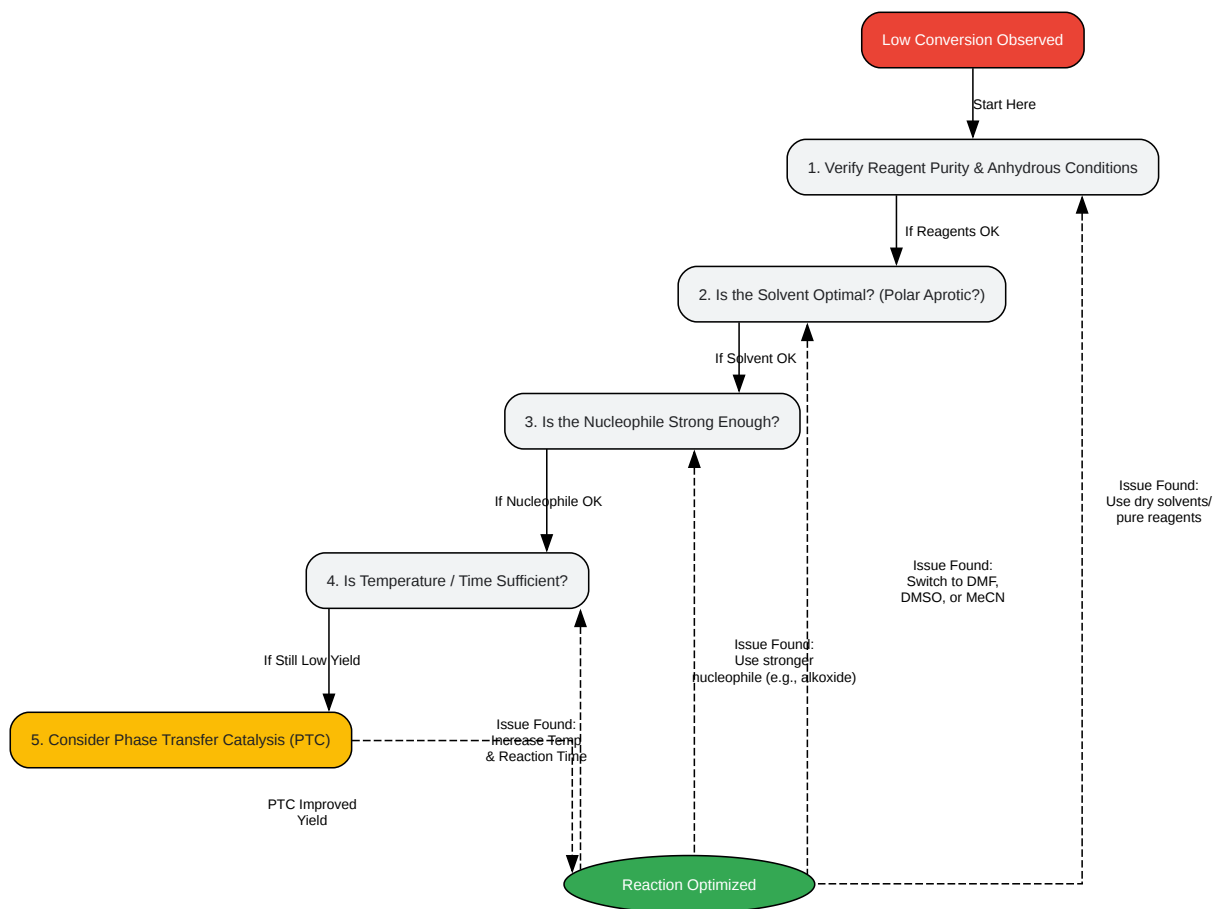 Low Conversion Observed
Start Here
1. Verify Reagent Purity & Anhydrous Conditions
If Reagents OK
2. Is the Solvent Optimal? (Polar Aprotic?)
If Solvent OK
3. Is the Nucleophile Strong Enough?
If Nucleophile OK
Issue Found:
Use dry solvents/
pure reagents
4. Is Temperature / Time Sufficient?
Issue Found:
Switch to DMF,
DMSO, or MeCN
If Still Low Yield
Issue Found:
Use stronger
nucleophile (e.g., alkoxide)
5. Consider Phase Transfer Catalysis (PTC)
Issue Found:
Increase Temp
& Reaction Time
PTC Improved
Yield
Reaction Optimized